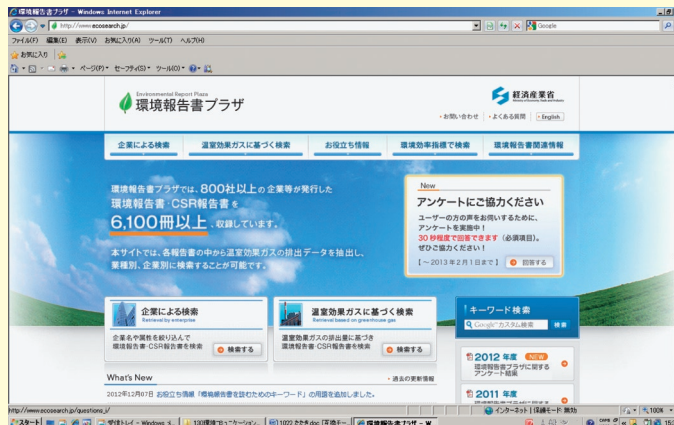 環境報告書プラザ - Windows Internet Explorer
http://www.ecosearch.jp/
Google
ファイル(F) 編集(E) 表示(V) お気に入り(A) ツール(T) ヘルプ(H)
お気に入り
ページ(P) セーフティ(S) ツール(O)
Environmental Report Plaza
環境報告書プラザ
経済産業省
Ministry of Economy, Trade and Industry
・お問い合わせ ・よくある質問 ・English
企業による検索 温室効果ガスに基づく検索 お役立ち情報 環境効率指標で検索 環境報告書関連情報
環境報告書プラザでは、800社以上の企業等が発行した
環境報告書・CSR報告書を
6,100冊以上、収録しています。
本サイトでは、各報告書の中から温室効果ガスの排出データを抽出し、
業種別、企業別に検索することが可能です。
New
アンケートにご協力ください
ユーザーの方の声をお伺いするために、
アンケートを実施中!
30秒程度で回答できます(必須項目)。
ぜひご協力ください!
【~2013年2月1日まで】 回答する
企業による検索
Retrieval by enterprise
企業名や属性を絞り込んで
環境報告書・CSR報告書を検索
検索する
温室効果ガスに基づく検索
Retrieval based on greenhouse gas
温室効果ガスの排出量に基づき
環境報告書・CSR報告書を検索
検索する
キーワード検索
Google カスタム検索 検索
2012年度 NEW
環境報告書プラザに関する
アンケート結果
2011年度
What's New ・過去の更新情報
2012年12月07日 お役立ち情報「環境報告書を読むためのキーワード」の用語を追加しました。
http://www.ecosearch.jp/questions_j/
インターネット | 保護モード: 無効
100%
スタート
受信トレイ - Windows
環境報告書プラザ - W